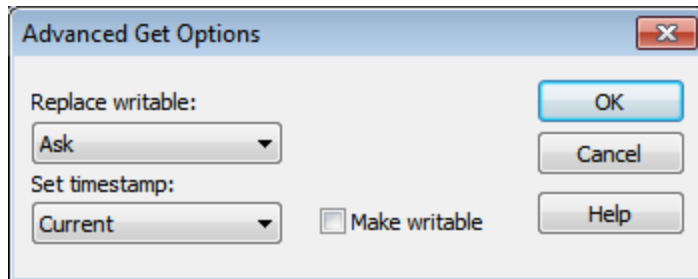 Advanced Get Options
Replace writable:
Ask
Set timestamp:
Current
Make writable
OK
Cancel
Help